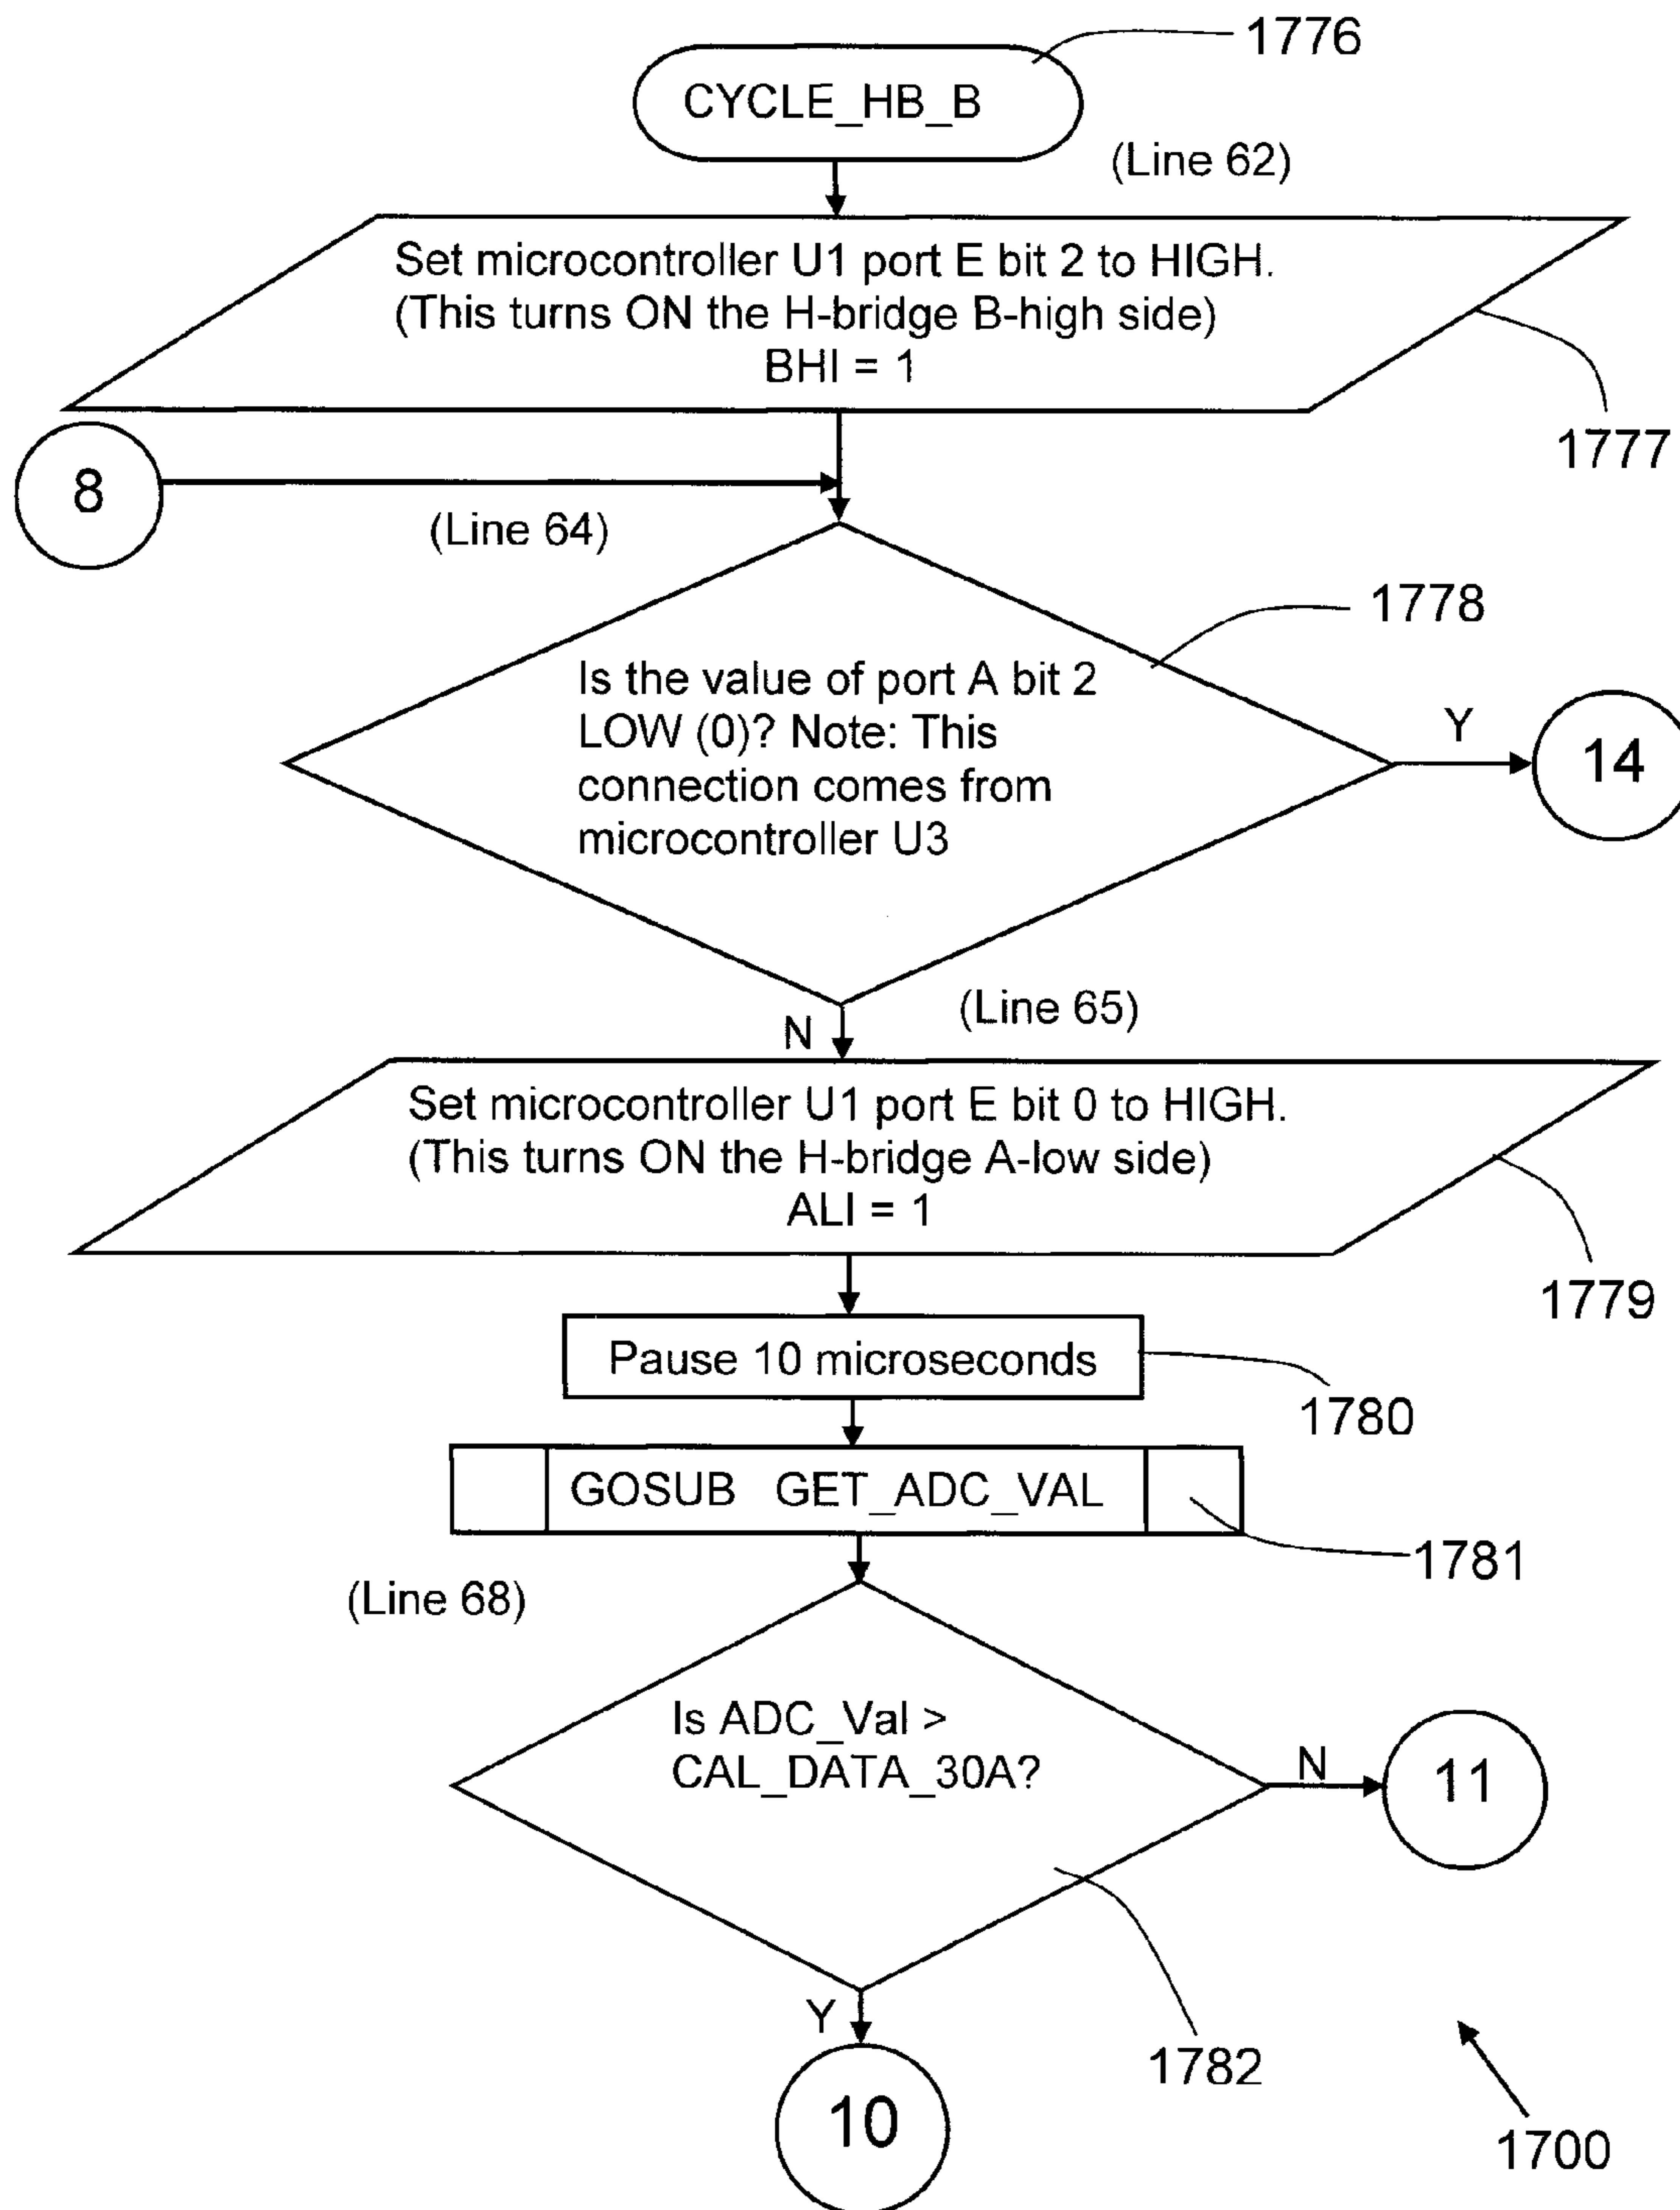 1776
CYCLE_HB_B
(Line 62)
Set microcontroller U1 port E bit 2 to HIGH.
(This turns ON the H-bridge B-high side)
BHI = 1
1777
8
(Line 64)
1778
Is the value of port A bit 2
LOW (0)? Note: This
connection comes from
microcontroller U3
Y
14
N
(Line 65)
Set microcontroller U1 port E bit 0 to HIGH.
(This turns ON the H-bridge A-low side)
ALI = 1
1779
Pause 10 microseconds
1780
GOSUB GET_ADC_VAL
1781
(Line 68)
Is ADC_Val >
CAL_DATA_30A?
N
11
Y
1782
10
1700